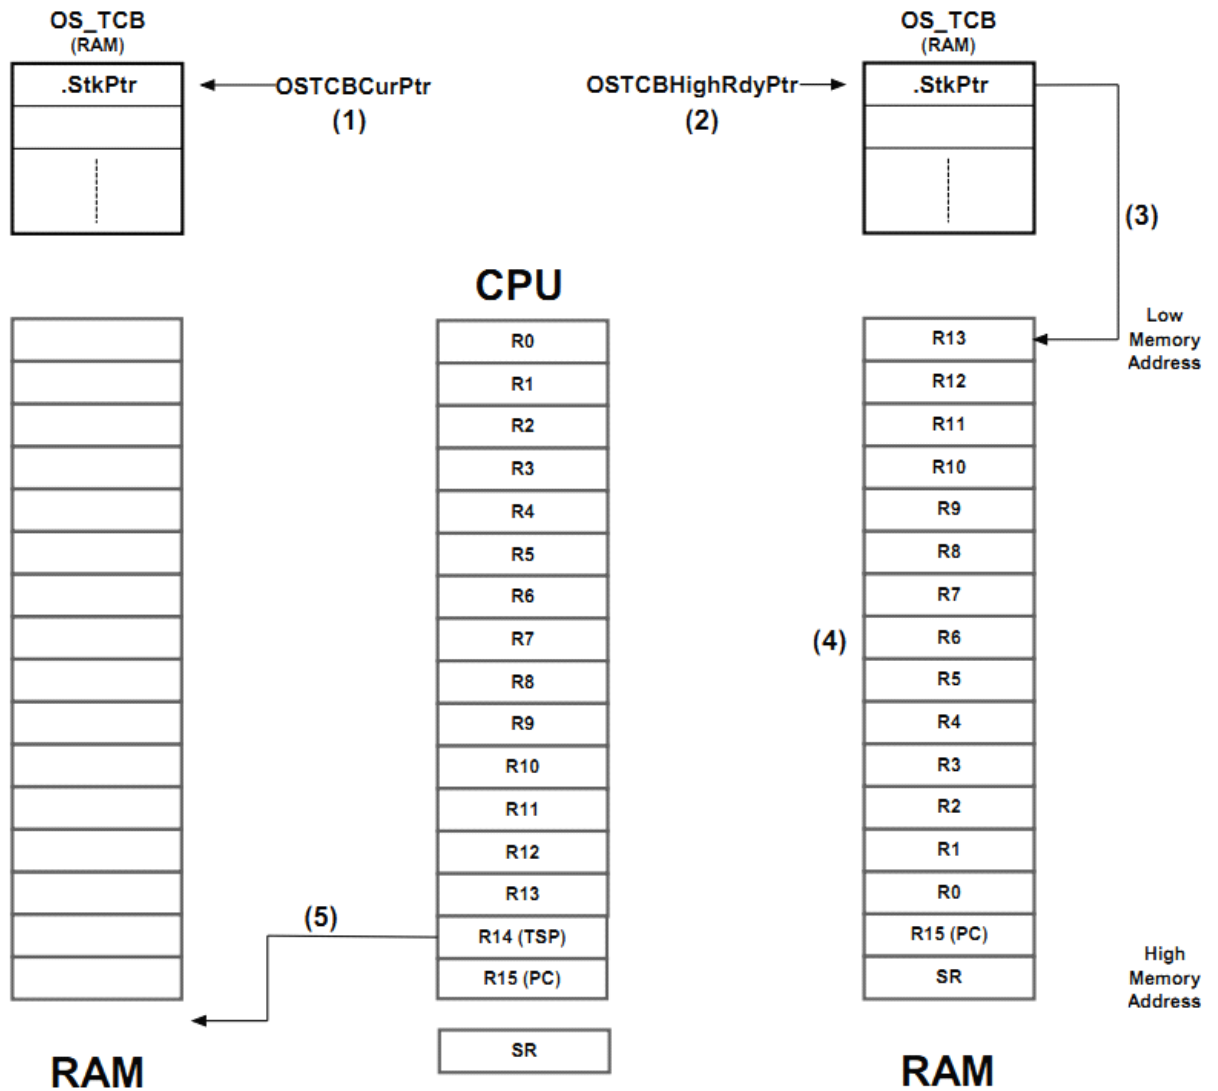 OS_TCB
(RAM)
.StkPtr
OSTCBCurPtr
(1)
OSTCBHighRdyPtr
(2)
OS_TCB
(RAM)
.StkPtr
(3)
CPU
R0
R1
R2
R3
R4
R5
R6
R7
R8
R9
R10
R11
R12
R13
R14 (TSP)
R15 (PC)
SR
(5)
(4)
R13
R12
R11
R10
R9
R8
R7
R6
R5
R4
R3
R2
R1
R0
R15 (PC)
SR
Low
Memory
Address
High
Memory
Address
RAM
RAM